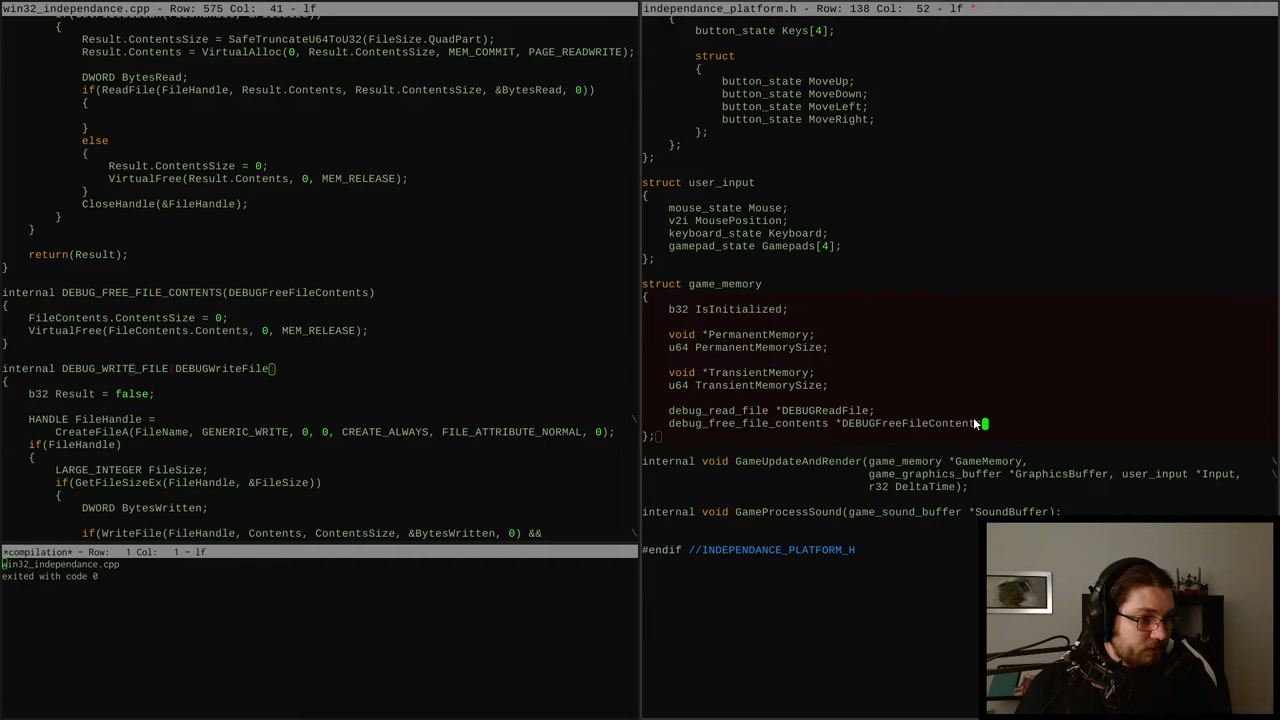 win32_independance.cpp - Row: 575 Col:  41 - lf
    {
        Result.ContentsSize = SafeTruncateU64ToU32(FileSize.QuadPart);
        Result.Contents = VirtualAlloc(0, Result.ContentsSize, MEM_COMMIT, PAGE_READWRITE);
        DWORD BytesRead;
        if(ReadFile(FileHandle, Result.Contents, Result.ContentsSize, &BytesRead, 0))
        {
        }
        else
        {
            Result.ContentsSize = 0;
            VirtualFree(Result.Contents, 0, MEM_RELEASE);
        }
        CloseHandle(&FileHandle);
    }
}
return(Result);
}
internal DEBUG_FREE_FILE_CONTENTS(DEBUGFreeFileContents)
{
    FileContents.ContentsSize = 0;
    VirtualFree(FileContents.Contents, 0, MEM_RELEASE);
}
internal DEBUG_WRITE_FILE(DEBUGWriteFile)
{
    b32 Result = false;
    HANDLE FileHandle =                                                      \
        CreateFileA(FileName, GENERIC_WRITE, 0, 0, CREATE_ALWAYS, FILE_ATTRIBUTE_NORMAL, 0);
    if(FileHandle)
    {
        LARGE_INTEGER FileSize;
        if(GetFileSizeEx(FileHandle, &FileSize))
        {
            DWORD BytesWritten;
            if(WriteFile(FileHandle, Contents, ContentsSize, &BytesWritten, 0) &&        \
*compilation* - Row:   1 Col:   1 - lf
win32_independance.cpp
exited with code 0
independance_platform.h - Row: 138 Col:  52 - lf *
    {
        button_state Keys[4];
        struct
        {
            button_state MoveUp;
            button_state MoveDown;
            button_state MoveLeft;
            button_state MoveRight;
        };
    };
};
struct user_input
{
    mouse_state Mouse;
    v2i MousePosition;
    keyboard_state Keyboard;
    gamepad_state Gamepads[4];
};
struct game_memory
{
    b32 IsInitialized;
    void *PermanentMemory;
    u64 PermanentMemorySize;
    void *TransientMemory;
    u64 TransientMemorySize;
    debug_read_file *DEBUGReadFile;
    debug_free_file_contents *DEBUGFreeFileContents
};
internal void GameUpdateAndRender(game_memory *GameMemory,                   \
                                  game_graphics_buffer *GraphicsBuffer, user_input *Input,  \
                                  r32 DeltaTime);
internal void GameProcessSound(game_sound_buffer *SoundBuffer);
#endif //INDEPENDANCE_PLATFORM_H